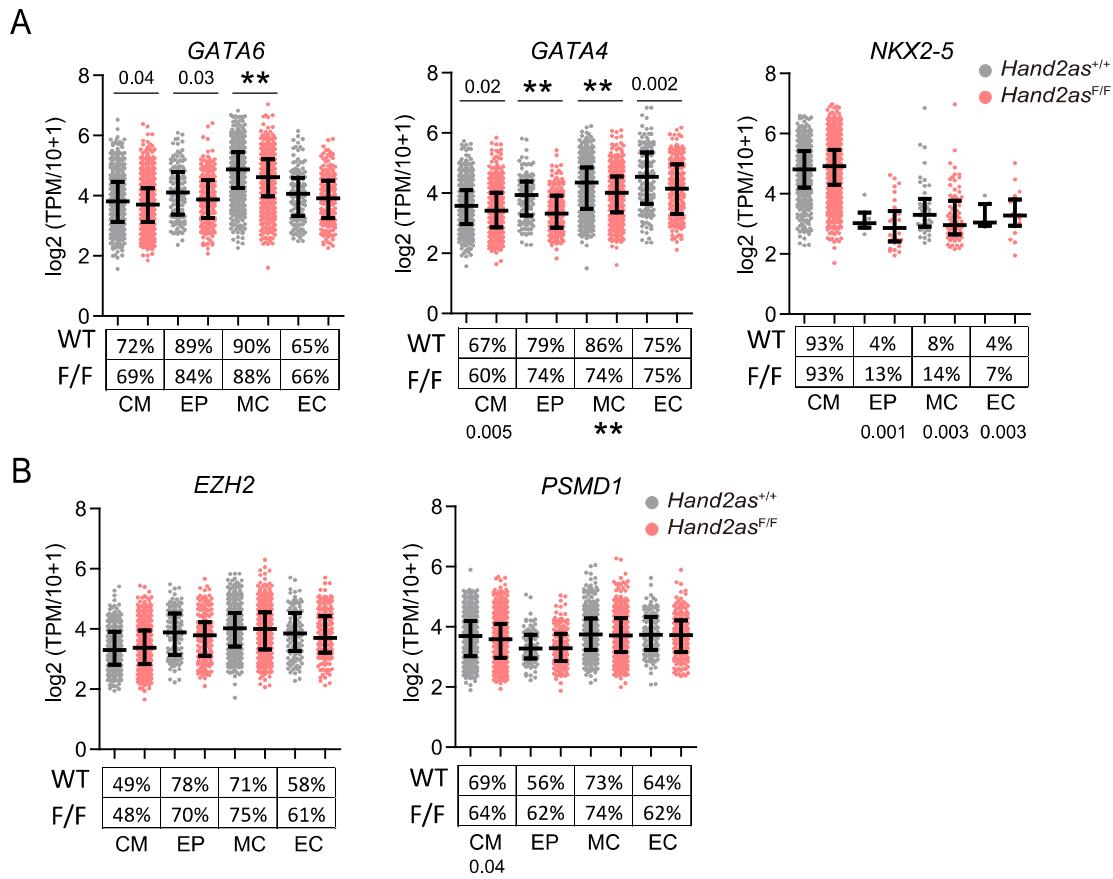 A
GATA6
GATA4
NKX2-5
Hand2as+/+
Hand2asF/F
log2 (TPM/10+1)
8
6
4
2
0
0.04
0.03
**
log2 (TPM/10+1)
8
6
4
2
0
0.02
**
**
0.002
log2 (TPM/10+1)
8
6
4
2
0
WT 72% 89% 90% 65%
F/F 69% 84% 88% 66%
CM EP MC EC
WT 67% 79% 86% 75%
F/F 60% 74% 74% 75%
CM EP MC EC
0.005 **
WT 93% 4% 8% 4%
F/F 93% 13% 14% 7%
CM EP MC EC
0.001 0.003 0.003
B
EZH2
PSMD1
Hand2as+/+
Hand2asF/F
log2 (TPM/10+1)
8
6
4
2
0
log2 (TPM/10+1)
8
6
4
2
0
WT 49% 78% 71% 58%
F/F 48% 70% 75% 61%
CM EP MC EC
WT 69% 56% 73% 64%
F/F 64% 62% 74% 62%
CM EP MC EC
0.04